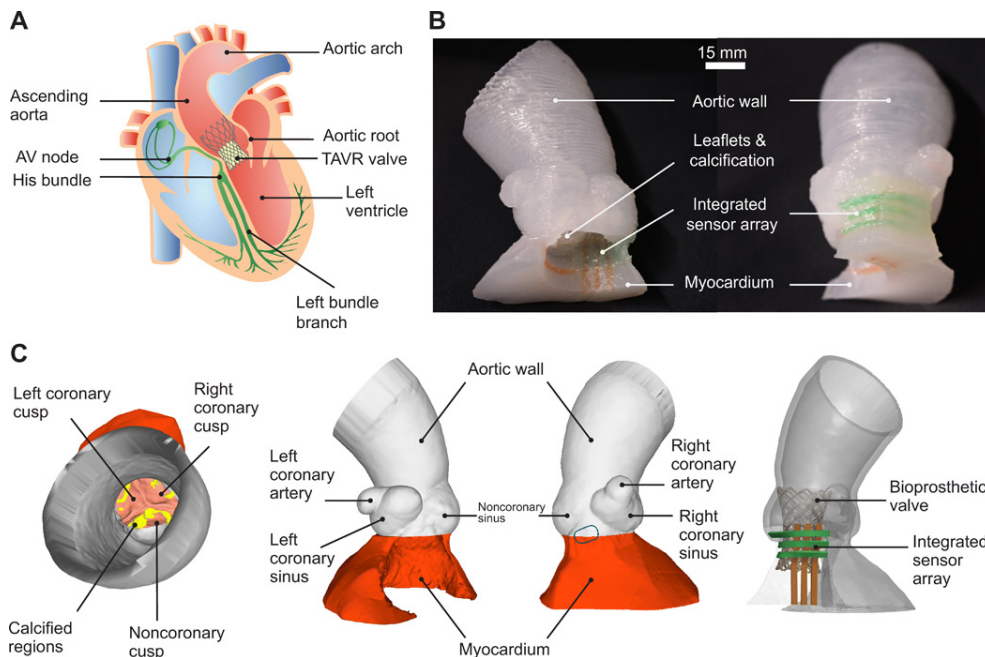 A
Aortic arch
Ascending
aorta
Aortic root
AV node
TAVR valve
His bundle
Left
ventricle
Left bundle
branch
B
15 mm
Aortic wall
Leaflets &
calcification
Integrated
sensor array
Myocardium
C
Left coronary
cusp
Right
coronary
cusp
Calcified
regions
Noncoronary
cusp
Aortic wall
Left
coronary
artery
Left
coronary
sinus
Noncoronary
sinus
Right
coronary
artery
Right
coronary
sinus
Myocardium
Bioprosthetic
valve
Integrated
sensor array